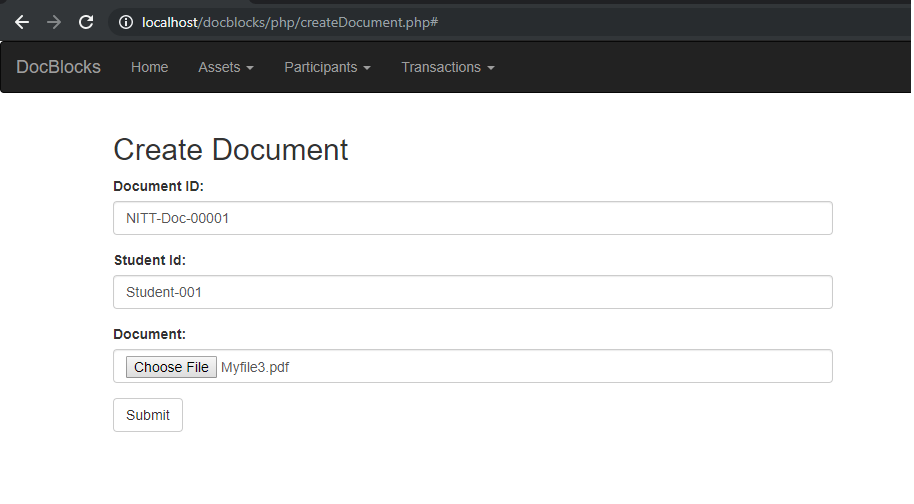 localhost/docblocks/php/createDocument.php#
DocBlocks Home Assets Participants Transactions
Create Document
Document ID:
NITT-Doc-00001
Student Id:
Student-001
Document:
Choose File Myfile3.pdf
Submit